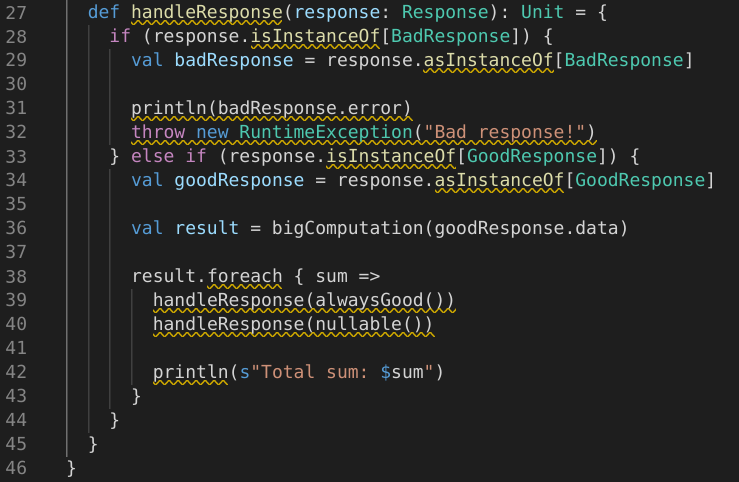 27 def handleResponse(response: Response): Unit = {
28 if (response.isInstanceOf[BadResponse]) {
29 val badResponse = response.asInstanceOf[BadResponse]
30
31 println(badResponse.error)
32 throw new RuntimeException("Bad response!")
33 } else if (response.isInstanceOf[GoodResponse]) {
34 val goodResponse = response.asInstanceOf[GoodResponse]
35
36 val result = bigComputation(goodResponse.data)
37
38 result.foreach { sum =>
39 handleResponse(alwaysGood())
40 handleResponse(nullable())
41
42 println(s"Total sum: $sum")
43 }
44 }
45 }
46 }